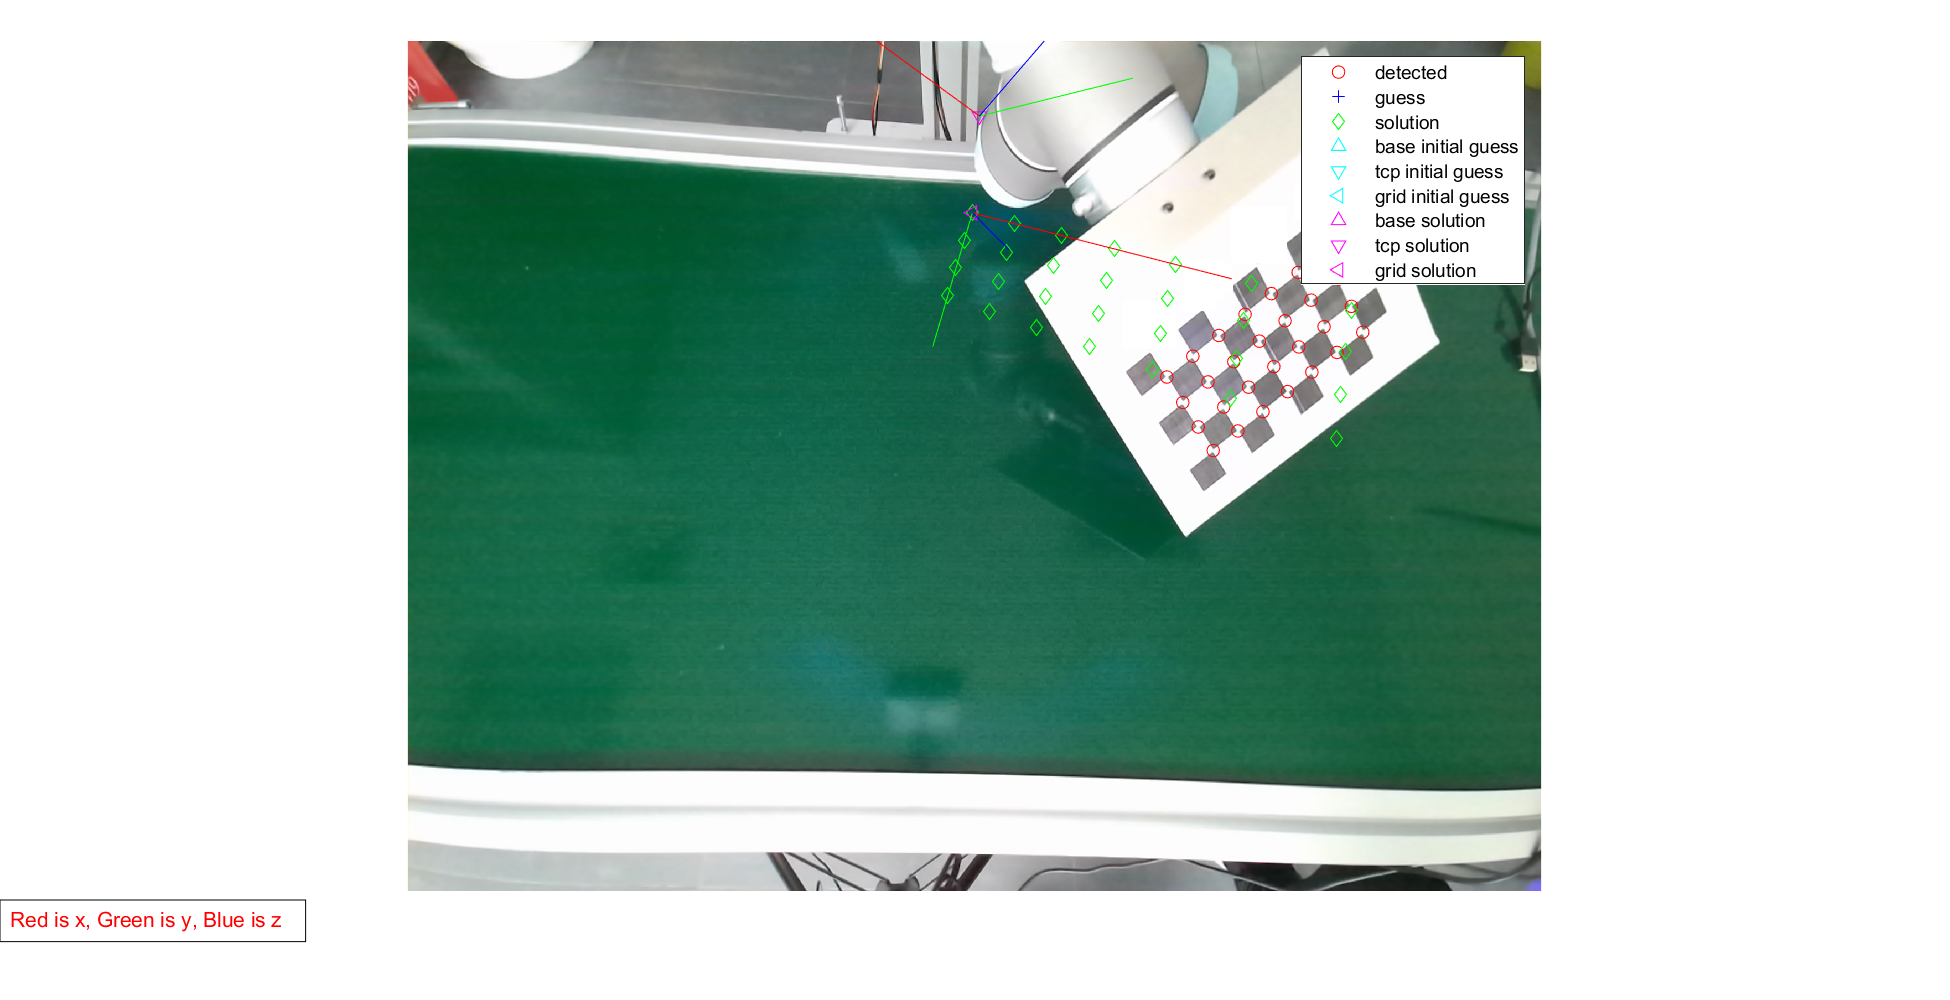 detected
guess
solution
base initial guess
tcp initial guess
grid initial guess
base solution
tcp solution
grid solution
Red is x, Green is y, Blue is z